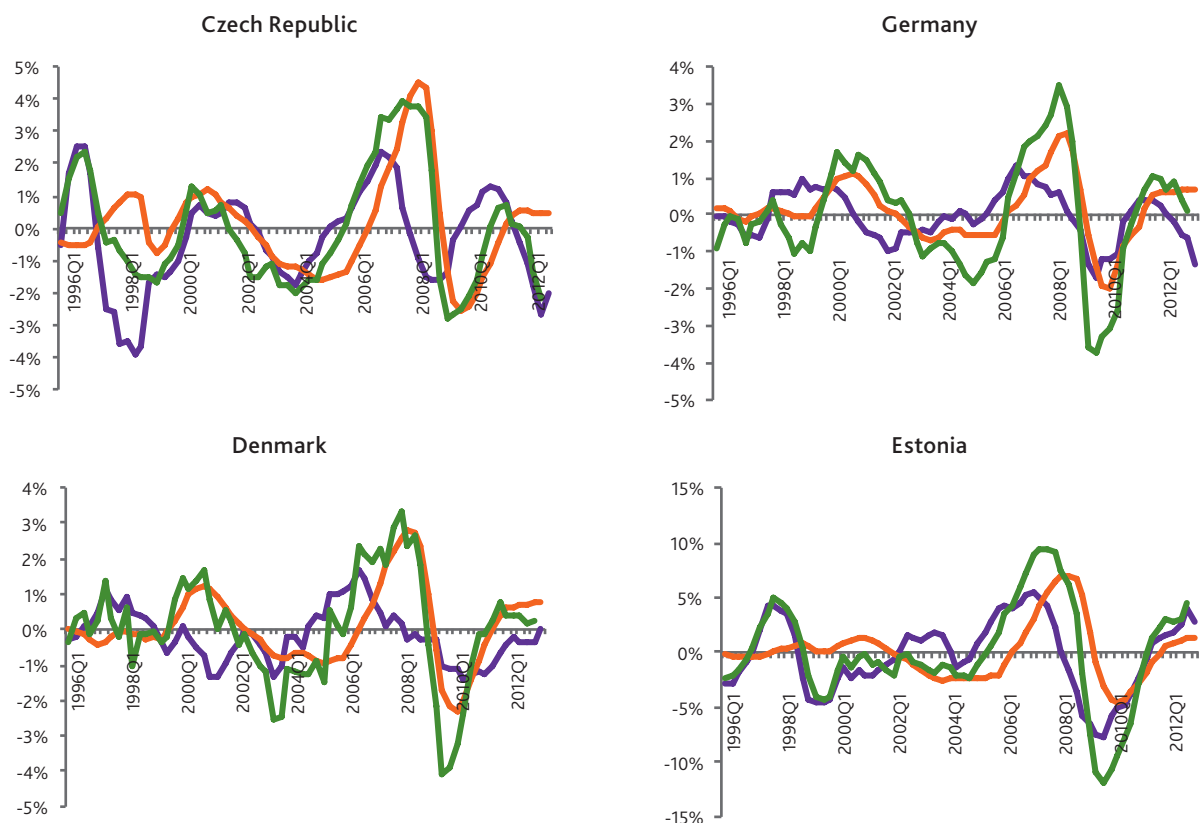 Czech Republic
5%
4%
3%
2%
1%
0%
-1%
-2%
-3%
-4%
-5%
1996Q1
1998Q1
2000Q1
2002Q1
2004Q1
2006Q1
2008Q1
2010Q1
2012Q1
Germany
4%
3%
2%
1%
0%
-1%
-2%
-3%
-4%
-5%
1996Q1
1998Q1
2000Q1
2002Q1
2004Q1
2006Q1
2008Q1
2010Q1
2012Q1
Denmark
4%
3%
2%
1%
0%
-1%
-2%
-3%
-4%
-5%
1996Q1
1998Q1
2000Q1
2002Q1
2004Q1
2006Q1
2008Q1
2010Q1
2012Q1
Estonia
15%
10%
5%
0%
-5%
-10%
-15%
1996Q1
1998Q1
2000Q1
2002Q1
2004Q1
2006Q1
2008Q1
2010Q1
2012Q1